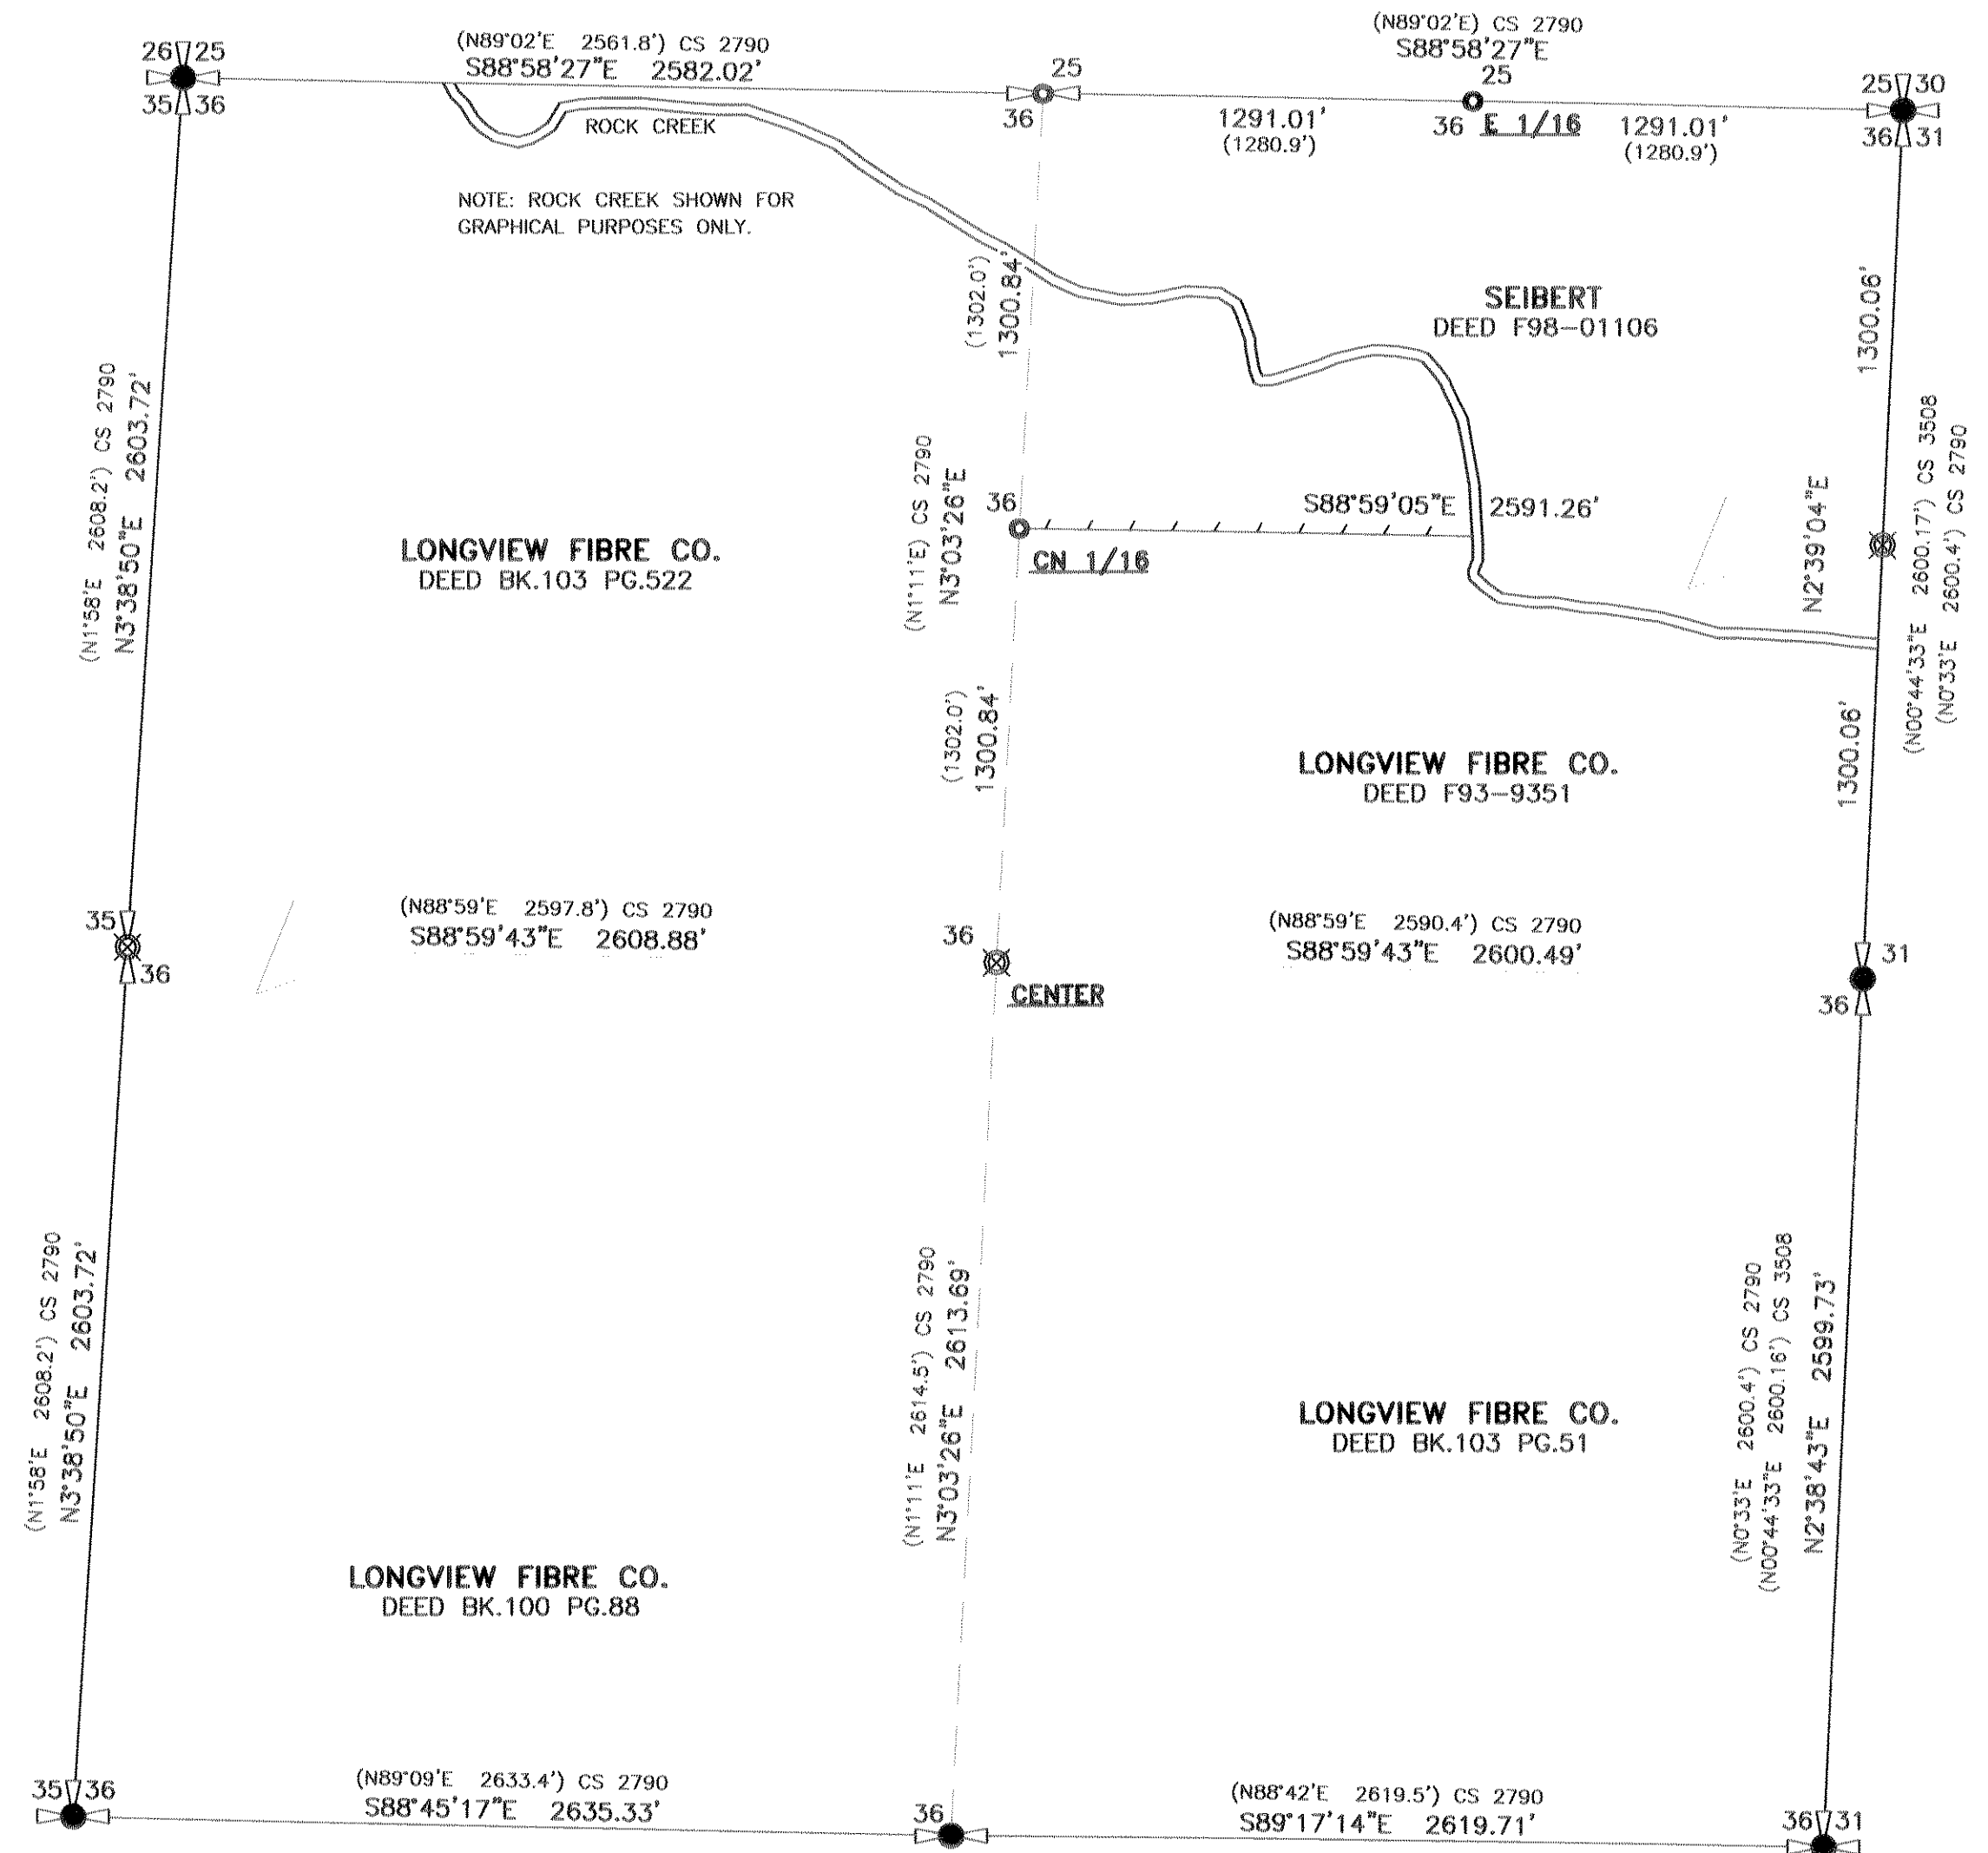 (N89°02'E 2561.8') CS 2790
S88°58'27"E 2582.02'
(N89°02'E) CS 2790
S88°58'27"E
26 25
35 36
25
36
25
36 E 1/16
1291.01'
(1280.9')
1291.01'
(1280.9')
25 30
36 31
ROCK CREEK
NOTE: ROCK CREEK SHOWN FOR
GRAPHICAL PURPOSES ONLY.
(1302.0')
1300.84'
SEIBERT
DEED F98-01106
1300.06'
(N1°58'E 2608.2') CS 2790
N3°38'50"E 2603.72'
(N1°11'E) CS 2790
N3°03'26"E
36
CN 1/16
S88°59'05"E 2591.26'
N2°39'04"E
(N00°44'33"E 2600.17') CS 3508
(N0°33'E 2600.4') CS 2790
LONGVIEW FIBRE CO.
DEED BK.103 PG.522
(1302.0')
1300.84'
LONGVIEW FIBRE CO.
DEED F93-9351
1300.06'
35
36
(N88°59'E 2597.8') CS 2790
S88°59'43"E 2608.88'
36
CENTER
(N88°59'E 2590.4') CS 2790
S88°59'43"E 2600.49'
31
36
(N1°58'E 2608.2') CS 2790
N3°38'50"E 2603.72'
(N1°11'E 2614.5') CS 2790
N3°03'26"E 2613.69'
(N0°33'E 2600.4') CS 2790
(N00°44'33"E 2600.16') CS 3508
N2°38'43"E 2599.73'
LONGVIEW FIBRE CO.
DEED BK.103 PG.51
LONGVIEW FIBRE CO.
DEED BK.100 PG.88
35 36
(N89°09'E 2633.4') CS 2790
S88°45'17"E 2635.33'
36
(N88°42'E 2619.5') CS 2790
S89°17'14"E 2619.71'
36 31